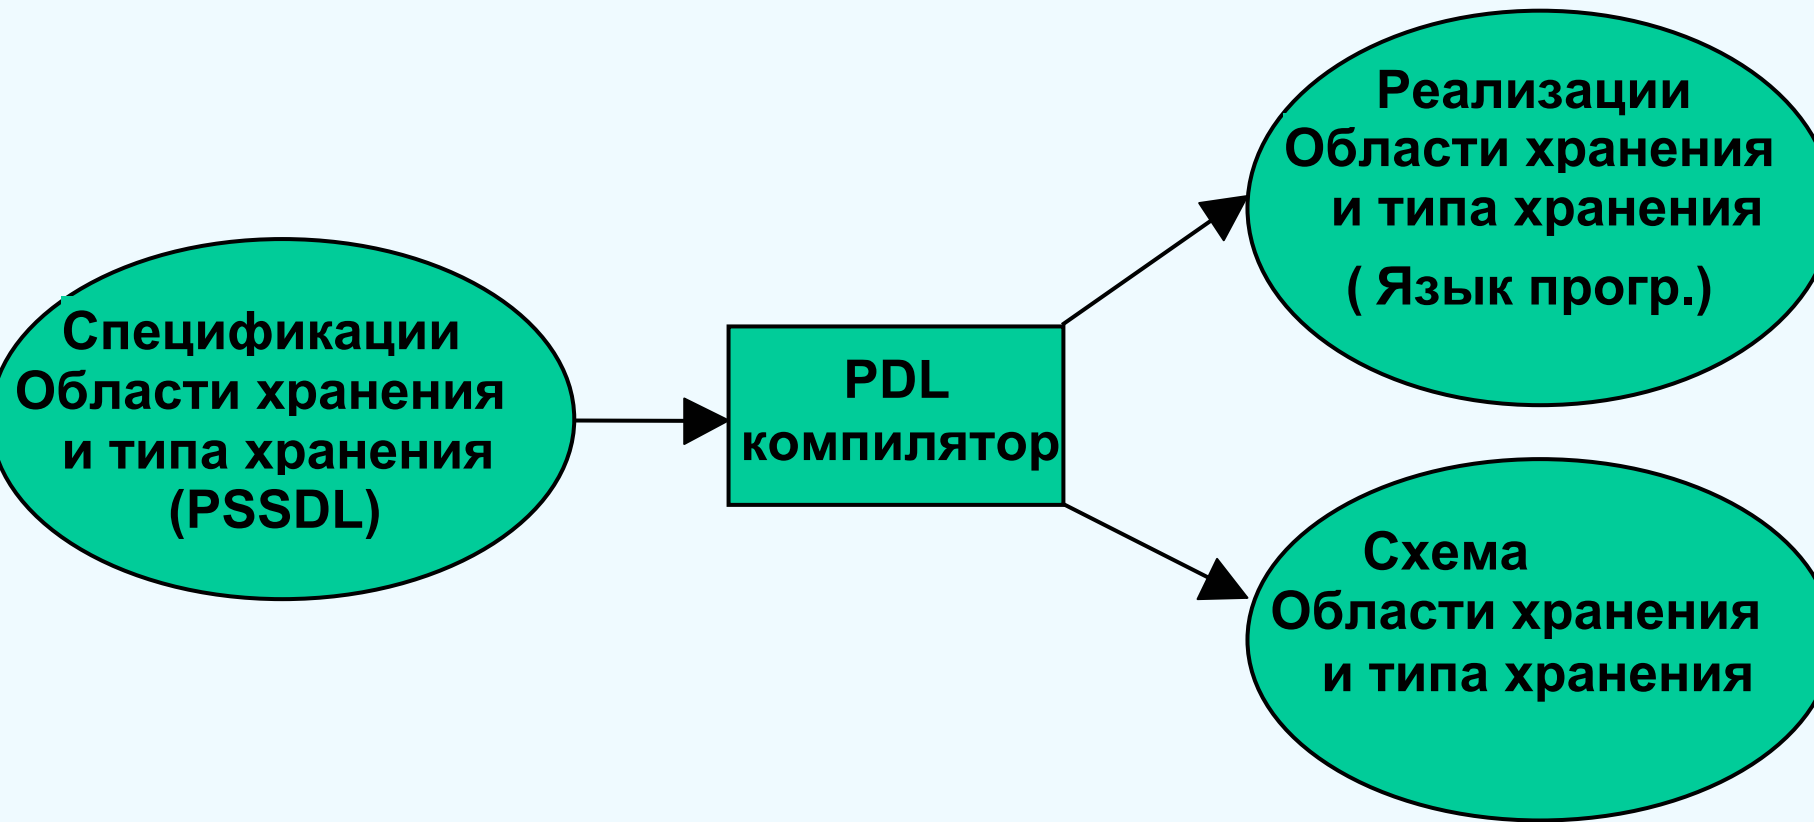 Спецификации
Области хранения
и типа хранения
(PSSDL)
PDL
компилятор
Реализации
Области хранения
и типа хранения
( Язык прогр.)
Схема
Области хранения
и типа хранения